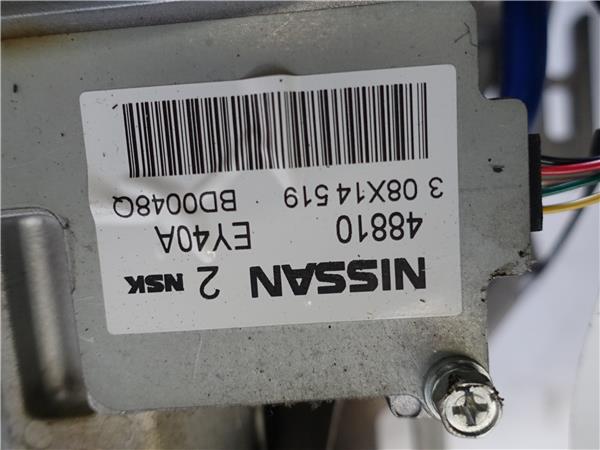 NISSAN 2 NSK
48810 EY40A
3 08X14519 BD0048Q